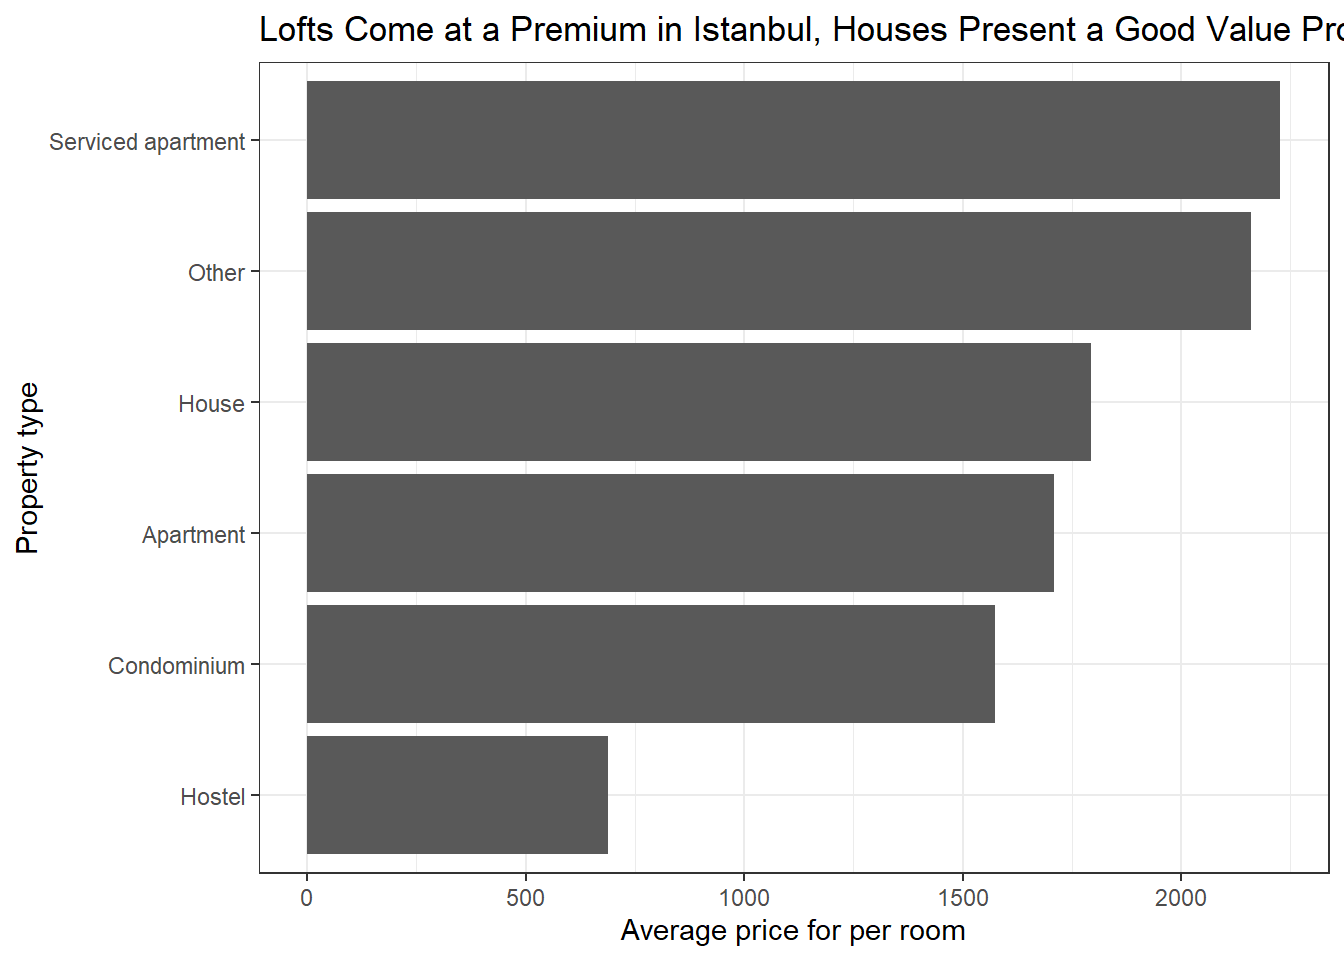 Lofts Come at a Premium in Istanbul, Houses Present a Good Value Pro
Serviced apartment
Other
House
Apartment
Condominium
Hostel
Property type
0 500 1000 1500 2000
Average price for per room